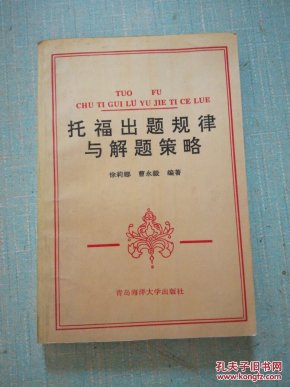 TUO FU
CHU TI GUI LÜ YU JIE TI CE LUE
托福出题规律
与解题策略
徐莉娜 曹永毅 编著
青岛海洋大学出版社
孔夫子旧书网